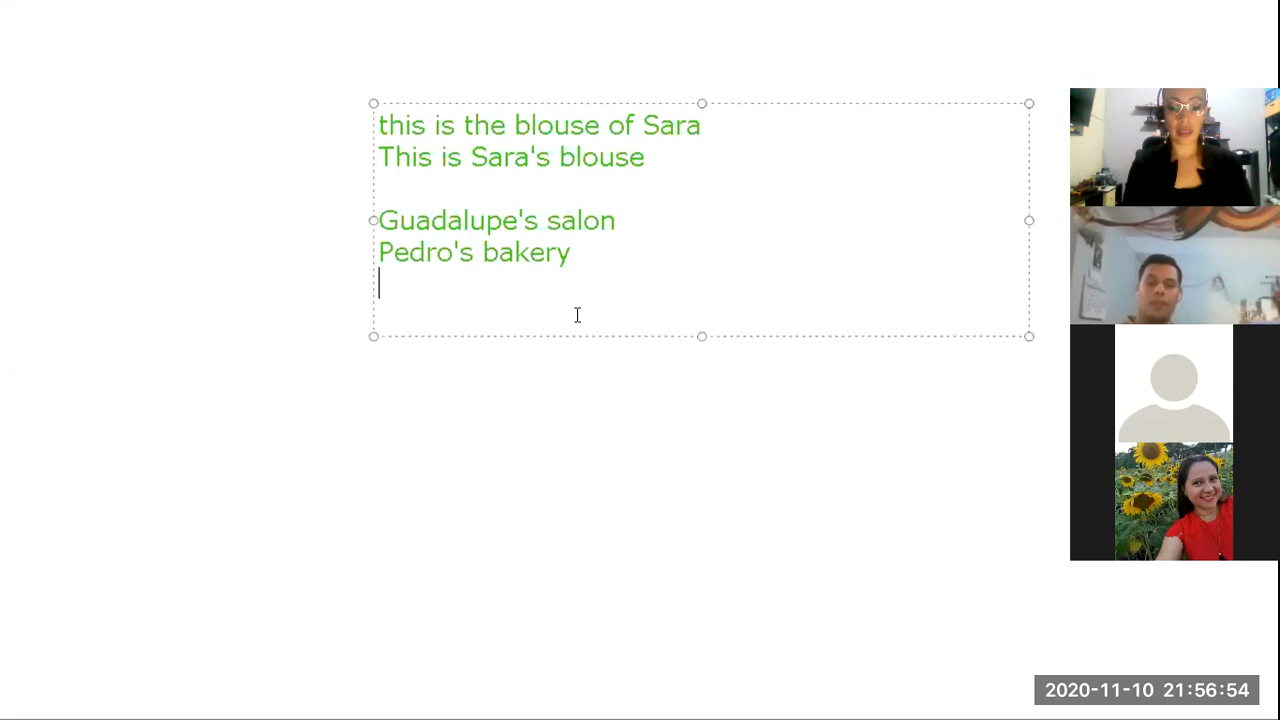 this is the blouse of Sara
This is Sara's blouse
Guadalupe's salon
Pedro's bakery
2020-11-10 21:56:54